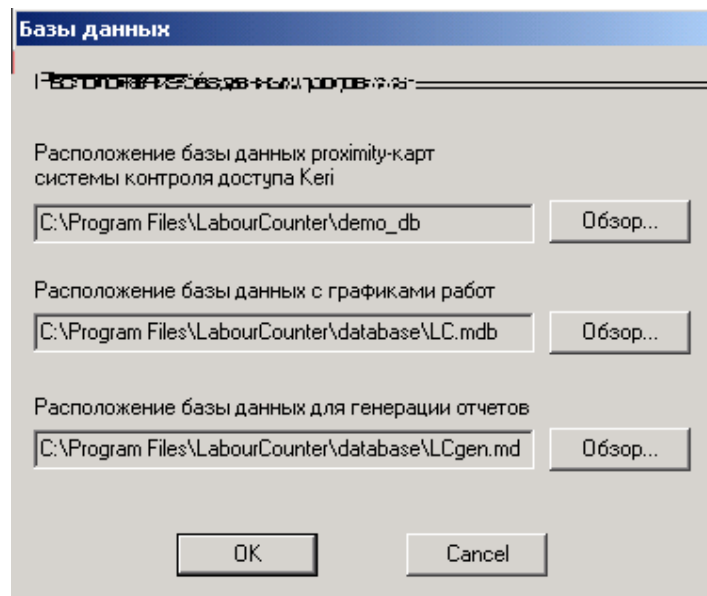 Базы данных
Расположение базы данных proximity-карт
системы контроля доступа Keri
C:\Program Files\LabourCounter\demo_db
Обзор...
Расположение базы данных с графиками работ
C:\Program Files\LabourCounter\database\LC.mdb
Обзор...
Расположение базы данных для генерации отчетов
C:\Program Files\LabourCounter\database\LCgen.md
Обзор...
OK
Cancel